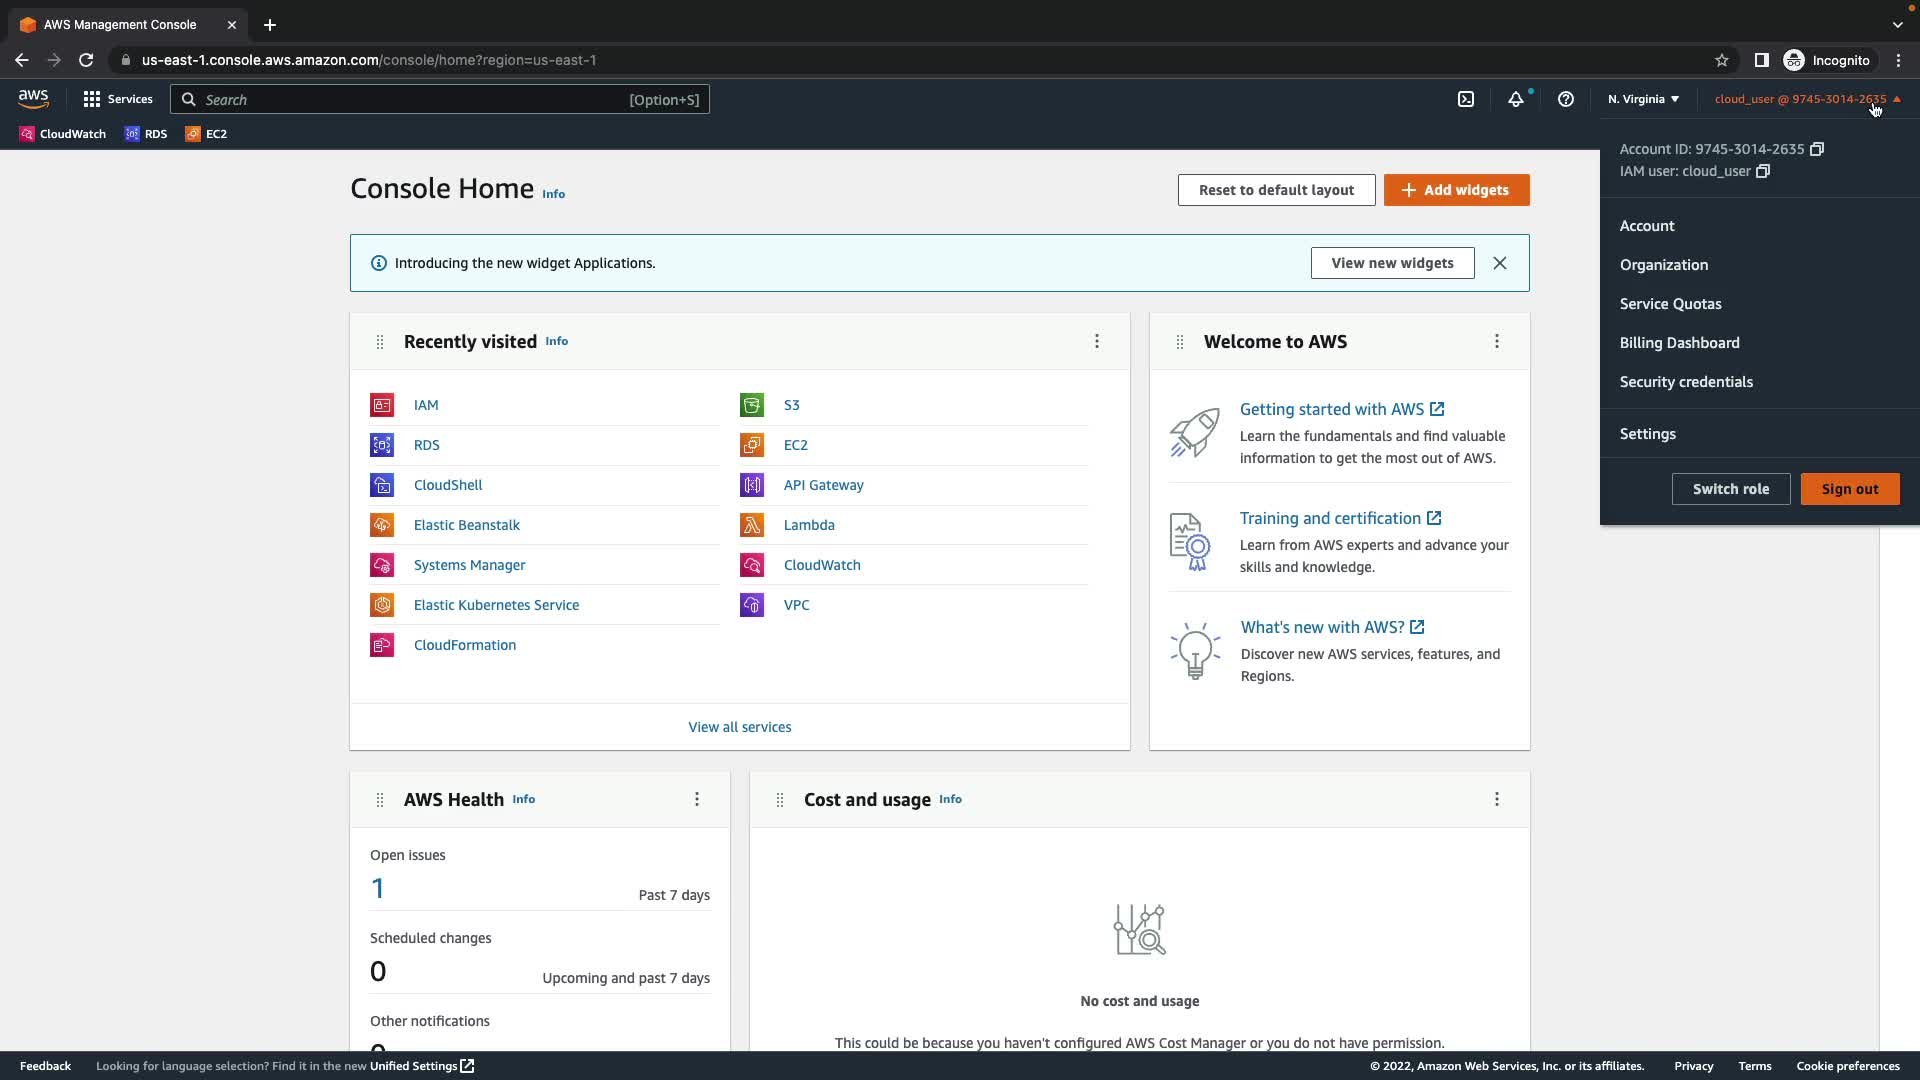 AWS Management Console
us-east-1.console.aws.amazon.com/console/home?region=us-east-1
Incognito
aws
Services
Search
[Option+S]
N. Virginia
cloud_user @ 9745-3014-2635
CloudWatch
RDS
EC2
Account ID: 9745-3014-2635
IAM user: cloud_user
Account
Organization
Service Quotas
Billing Dashboard
Security credentials
Settings
Switch role
Sign out
Console Home Info
Reset to default layout
Add widgets
Introducing the new widget Applications.
View new widgets
Recently visited Info
IAM
RDS
CloudShell
Elastic Beanstalk
Systems Manager
Elastic Kubernetes Service
CloudFormation
S3
EC2
API Gateway
Lambda
CloudWatch
VPC
View all services
Welcome to AWS
Getting started with AWS
Learn the fundamentals and find valuable
information to get the most out of AWS.
Training and certification
Learn from AWS experts and advance your
skills and knowledge.
What's new with AWS?
Discover new AWS services, features, and
Regions.
AWS Health Info
Open issues
1
Past 7 days
Scheduled changes
0
Upcoming and past 7 days
Other notifications
Cost and usage Info
No cost and usage
This could be because you haven't configured AWS Cost Manager or you do not have permission.
Feedback
Looking for language selection? Find it in the new Unified Settings
© 2022, Amazon Web Services, Inc. or its affiliates.
Privacy
Terms
Cookie preferences